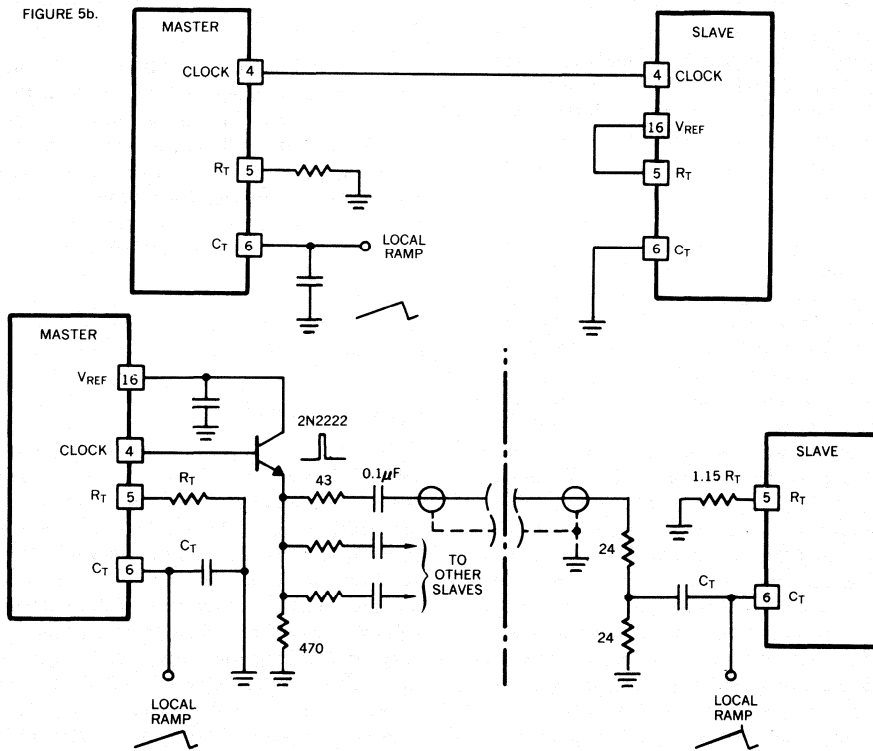 FIGURE 5b.
MASTER
CLOCK 4
R_T 5
C_T 6
LOCAL
RAMP
SLAVE
4 CLOCK
16 V_REF
5 R_T
6 C_T
MASTER
V_REF 16
CLOCK 4
R_T 5
C_T 6
R_T
C_T
2N2222
43
0.1μF
TO
OTHER
SLAVES
470
LOCAL
RAMP
24
24
C_T
1.15 R_T
SLAVE
5 R_T
6 C_T
LOCAL
RAMP